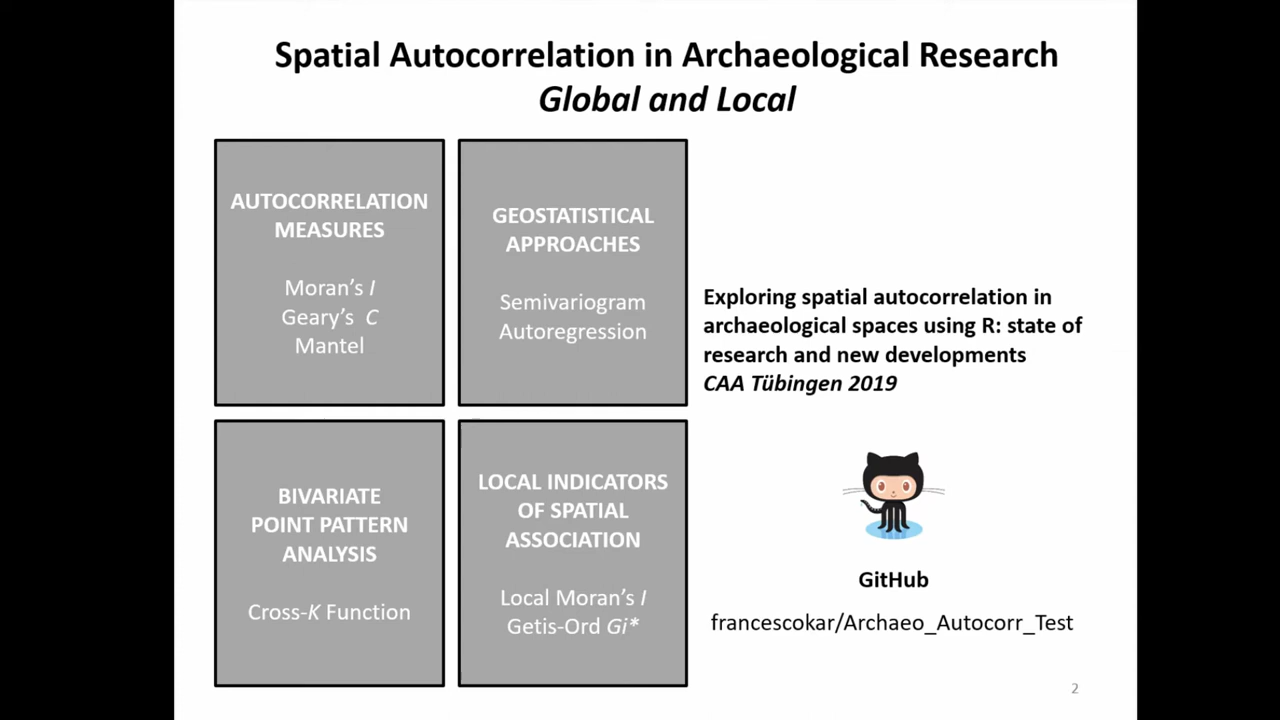 Spatial Autocorrelation in Archaeological Research
Global and Local
AUTOCORRELATION
MEASURES
Moran's I
Geary's C
Mantel
GEOSTATISTICAL
APPROACHES
Semivariogram
Autoregression
BIVARIATE
POINT PATTERN
ANALYSIS
Cross-K Function
LOCAL INDICATORS
OF SPATIAL
ASSOCIATION
Local Moran's I
Getis-Ord Gi*
Exploring spatial autocorrelation in
archaeological spaces using R: state of
research and new developments
CAA Tübingen 2019
GitHub
francescokar/Archaeo_Autocorr_Test
2